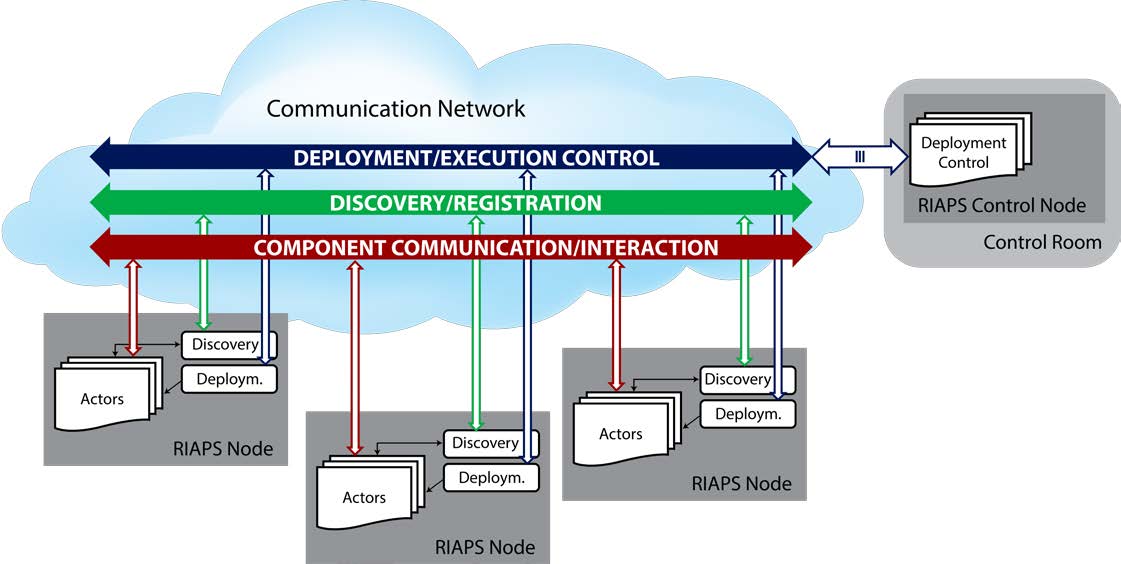 Communication Network
DEPLOYMENT/EXECUTION CONTROL
III
Deployment
Control
DISCOVERY/REGISTRATION
RIAPS Control Node
COMPONENT COMMUNICATION/INTERACTION
Control Room
Discovery
Deploym.
Actors
RIAPS Node
Discovery
Deploym.
Actors
RIAPS Node
Discovery
Deploym.
Actors
RIAPS Node